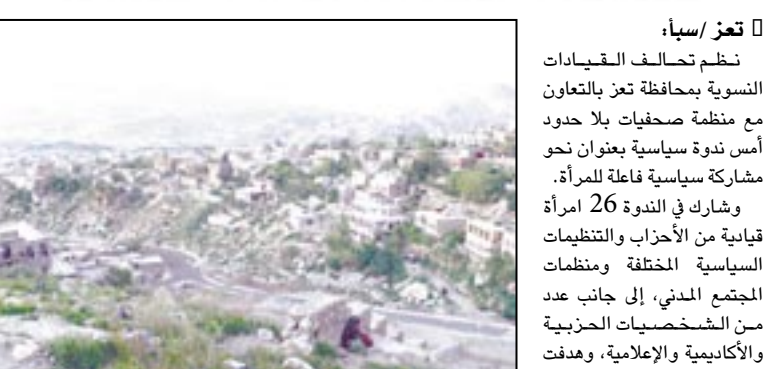 تعز /سبأ:
نظم تحالف القيادات
النسوية بمحافظة تعز بالتعاون
مع منظمة صحفيات بلا حدود
أمس ندوة سياسية بعنوان نحو
مشاركة سياسية فاعلة للمرأة.
وشارك في الندوة 26 امرأة
قيادية من الأحزاب والتنظيمات
السياسية المختلفة ومنظمات
المجتمع المدني، إلى جانب عدد
من الشخصيات الحزبية
والأكاديمية والإعلامية، وهدفت